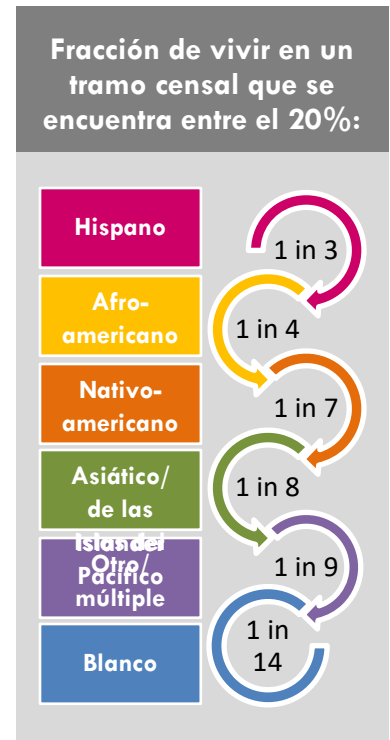 Fracción de vivir en un
tramo censal que se
encuentra entre el 20%:
Hispano
1 in 3
Afro-
americano
1 in 4
Nativo-
americano
1 in 7
Asiático/
de las
1 in 8
Otro/
Pacífico
múltiple
1 in 9
Blanco
1 in
14